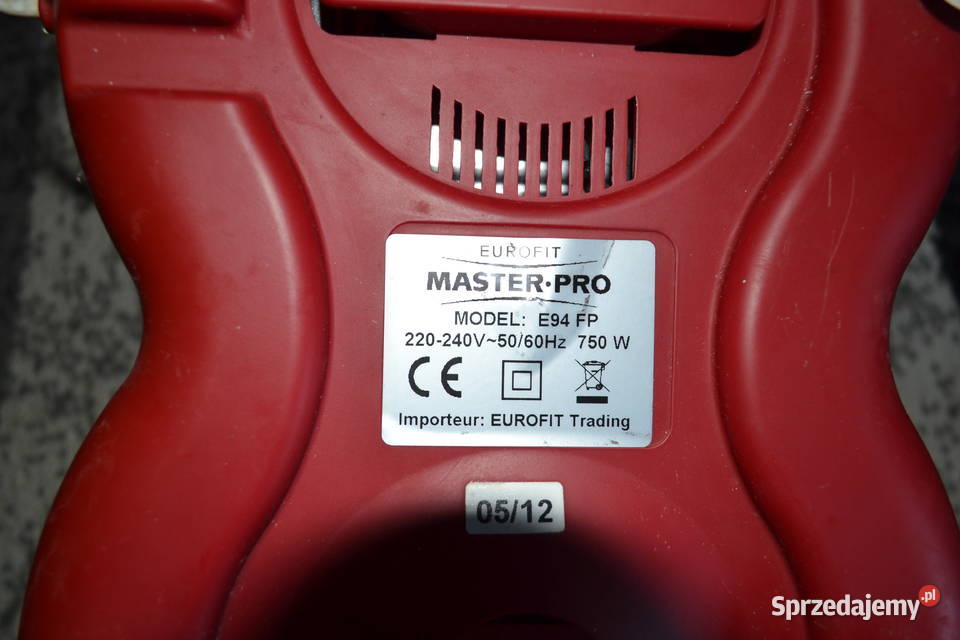 EUROFIT
MASTER·PRO
MODEL: E94 FP
220-240V~50/60Hz 750 W
CE
Importeur: EUROFIT Trading
05/12
Sprzedajemy.pl